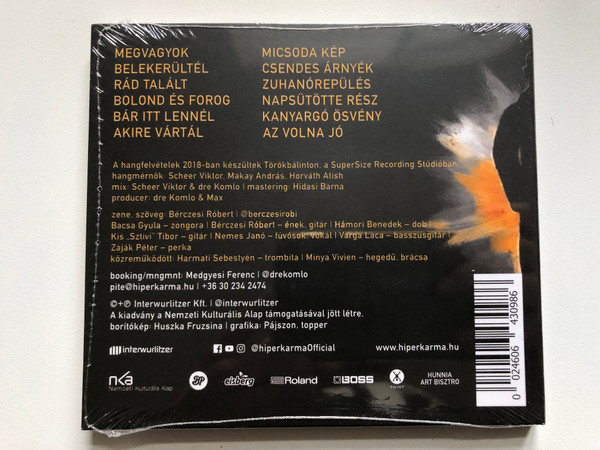 MEGVAGYOK
BELEKERÜLTÉL
RÁD TALÁLT
BOLOND ÉS FOROG
BÁR ITT LENNÉL
AKIRE VÁRTÁL
MICSODA KÉP
CSENDES ÁRNYÉK
ZUHANÓREPÜLÉS
NAPSÜTÖTTE RÉSZ
KANYARGÓ ÖSVÉNY
AZ VOLNA JÓ
A hangfelvételek 2018-ban készültek Törökbálinton, a SuperSize Recording Stúdióban
hangmérnök: Scheer Viktor, Makay András, Horváth Atish
mix: Scheer Viktor & dre Komlo | mastering: Hidasi Barna
producer: dre Komlo & Max
zene, szöveg: Bérczesi Róbert | @berczesirobi
Bacsa Gyula – zongora | Bérczesi Róbert – ének, gitár | Hámori Benedek – dob |
Kis „Sztivi" Tibor – gitár | Nemes Janó – fúvósok, vokál | Varga Laca – basszusgitár |
Zaják Péter – perka
közreműködött: Harmati Sebestyén – trombita | Minya Vivien – hegedű, brácsa
booking/mngmnt: Medgyesi Ferenc | @drekomlo
pite@hiperkarma.hu | +36 30 234 2474
©+℗ Interwurlitzer Kft. | @interwurlitzer
A kiadvány a Nemzeti Kulturális Alap támogatásával jött létre.
borítókép: Huszka Fruzsina | grafika: Pájszon, topper
interwurlitzer
@hiperkarmaOfficial
www.hiperkarma.hu
nka
Nemzeti Kulturális Alap
eisberg
Roland
BOSS
HUNNIA
ART BISZTRO
0 024606 430986